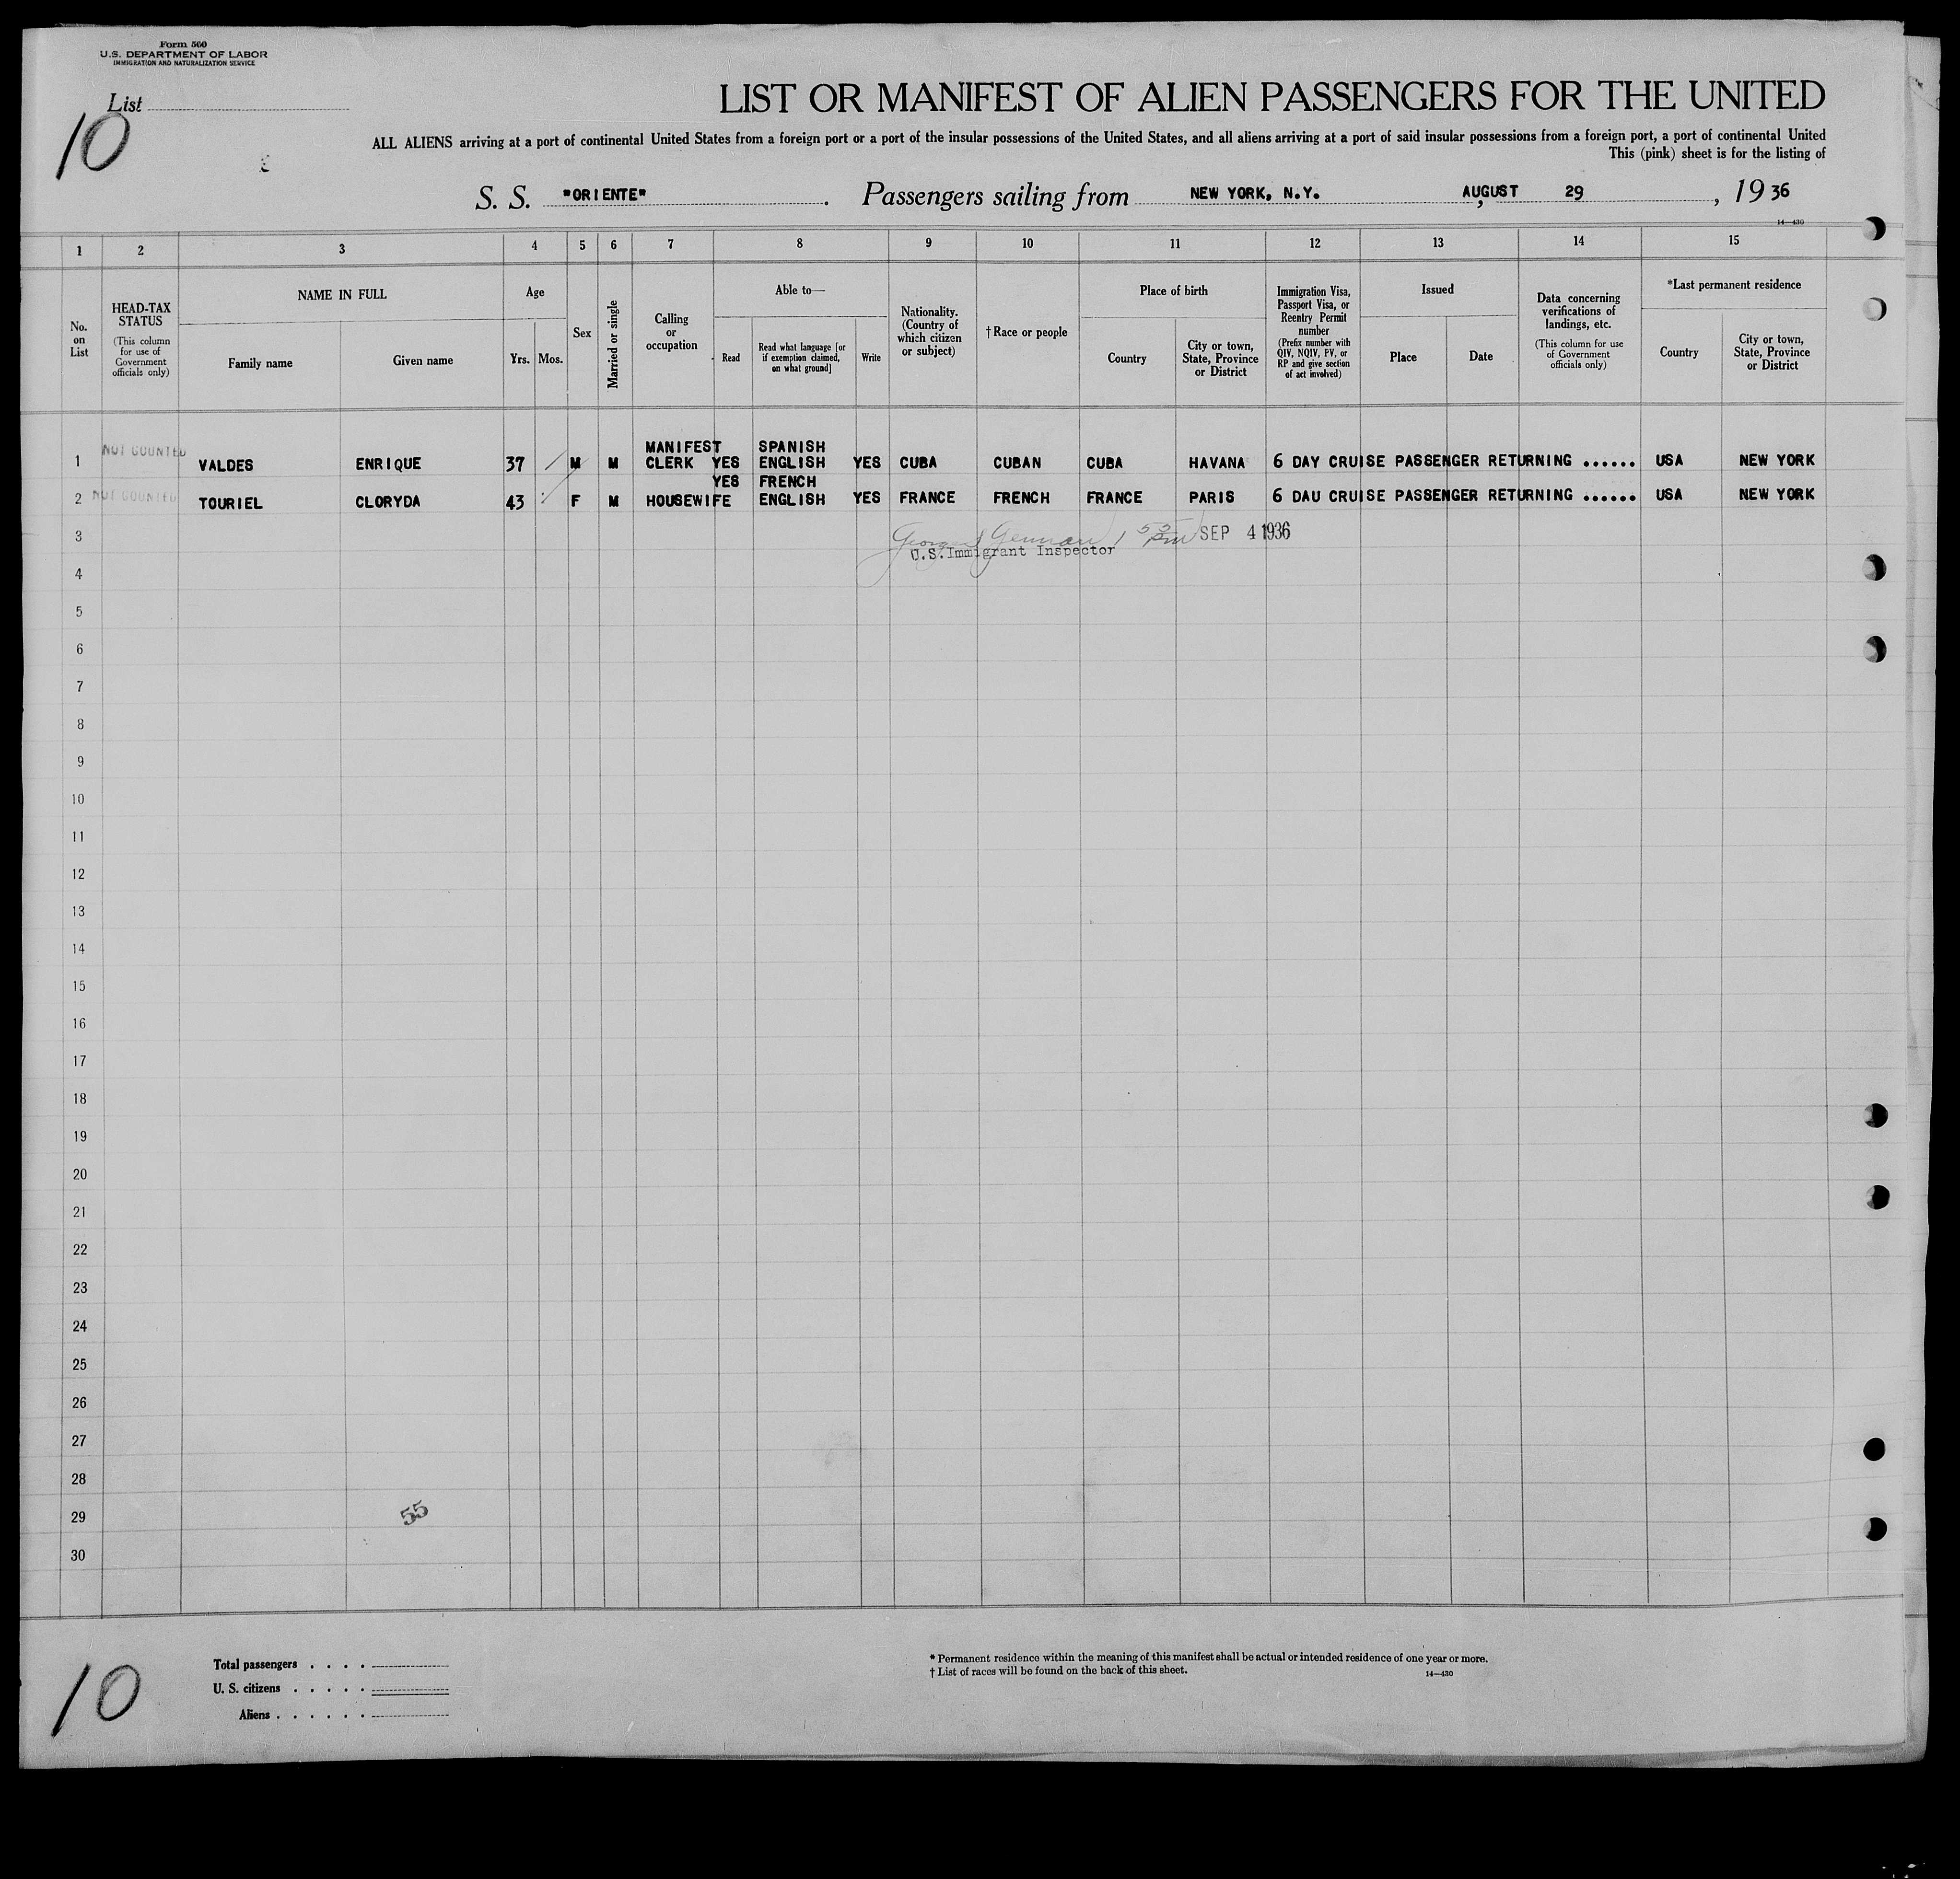 Form 500
U.S. DEPARTMENT OF LABOR
IMMIGRATION AND NATURALIZATION SERVICE
List
10
LIST OR MANIFEST OF ALIEN PASSENGERS FOR THE UNITED
ALL ALIENS arriving at a port of continental United States from a foreign port or a port of the insular possessions of the United States, and all aliens arriving at a port of said insular possessions from a foreign port, a port of continental United
This (pink) sheet is for the listing of
S. S. "ORIENTE". Passengers sailing from NEW YORK, N.Y. AUGUST 29, 1936
14—430
1 2 3 4 5 6 7 8 9 10 11 12 13 14 15
No. on List
HEAD-TAX STATUS (This column for use of Government officials only)
NAME IN FULL
Family name
Given name
Age
Yrs.
Mos.
Sex
Married or single
Calling or occupation
Able to—
Read
Read what language [or if exemption claimed, on what ground]
Write
Nationality. (Country of which citizen or subject)
†Race or people
Place of birth
Country
City or town, State, Province or District
Immigration Visa, Passport Visa, or Reentry Permit number (Prefix number with QIV, NQIV, PV, or RP and give section of act involved)
Issued
Place
Date
Data concerning verifications of landings, etc. (This column for use of Government officials only)
*Last permanent residence
Country
City or town, State, Province or District
MANIFEST SPANISH
1 NOT COUNTED VALDES ENRIQUE 37 M M CLERK YES ENGLISH YES CUBA CUBAN CUBA HAVANA 6 DAY CRUISE PASSENGER RETURNING ...... USA NEW YORK
YES FRENCH
2 NOT COUNTED TOURIEL CLORYDA 43 F M HOUSEWIFE ENGLISH YES FRANCE FRENCH FRANCE PARIS 6 DAU CRUISE PASSENGER RETURNING ...... USA NEW YORK
3 SEP 4 1936
U.S. Immigrant Inspector
4
5
6
7
8
9
10
11
12
13
14
15
16
17
18
19
20
21
22
23
24
25
26
27
28
29 55
30
10
Total passengers . . . .
U. S. citizens . . . . .
Aliens . . . . . .
* Permanent residence within the meaning of this manifest shall be actual or intended residence of one year or more.
† List of races will be found on the back of this sheet. 14—430